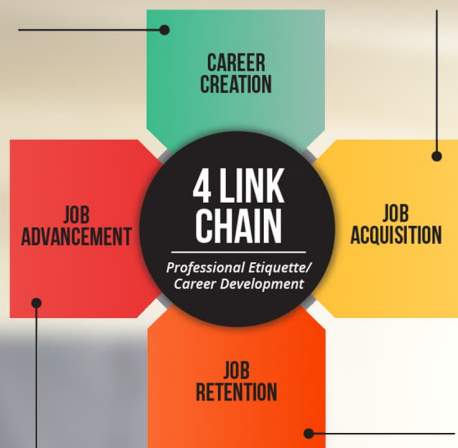 CAREER
CREATION
4 LINK
CHAIN
Professional Etiquette/
Career Development
JOB
ADVANCEMENT
JOB
ACQUISITION
JOB
RETENTION